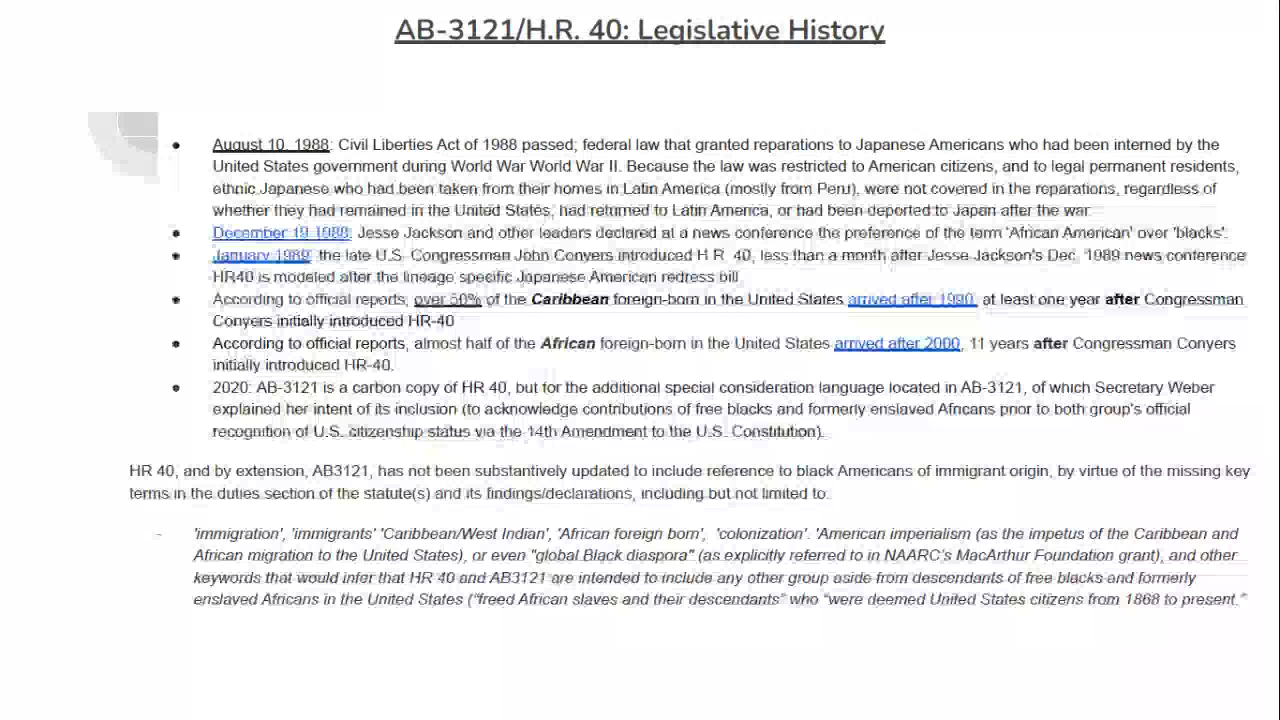 AB-3121/H.R. 40: Legislative History
● August 10, 1988: Civil Liberties Act of 1988 passed; federal law that granted reparations to Japanese Americans who had been interned by the
United States government during World War World War II. Because the law was restricted to American citizens, and to legal permanent residents,
ethnic Japanese who had been taken from their homes in Latin America (mostly from Peru), were not covered in the reparations, regardless of
whether they had remained in the United States, had returned to Latin America, or had been deported to Japan after the war.
● December 19 1988: Jesse Jackson and other leaders declared at a news conference the preference of the term 'African American' over 'blacks'.
● January 1989: the late U.S. Congressman John Conyers introduced H R 40, less than a month after Jesse Jackson's Dec. '1989 news conference
HR40 is modeled after the lineage specific Japanese American redress bill
● According to official reports, over 50% of the Caribbean foreign-born in the United States arrived after 1990, at least one year after Congressman
Conyers initially introduced HR-40
● According to official reports, almost half of the African foreign-born in the United States arrived after 2000, 11 years after Congressman Conyers
initially introduced HR-40.
● 2020: AB-3121 is a carbon copy of HR 40, but for the additional special consideration language located in AB-3121, of which Secretary Weber
explained her intent of its inclusion (to acknowledge contributions of free blacks and formerly enslaved Africans prior to both group's official
recognition of U.S. citizenship status via the 14th Amendment to the U.S. Constitution).
HR 40, and by extension, AB3121, has not been substantively updated to include reference to black Americans of immigrant origin, by virtue of the missing key
terms in the duties section of the statute(s) and its findings/declarations, including but not limited to:
- 'immigration', 'immigrants' 'Caribbean/West Indian', 'African foreign born', 'colonization'. 'American imperialism (as the impetus of the Caribbean and
African migration to the United States), or even "global Black diaspora" (as explicitly referred to in NAARC's MacArthur Foundation grant), and other
keywords that would infer that HR 40 and AB3121 are intended to include any other group aside from descendants of free blacks and formerly
enslaved Africans in the United States ("freed African slaves and their descendants" who "were deemed United States citizens from 1868 to present."